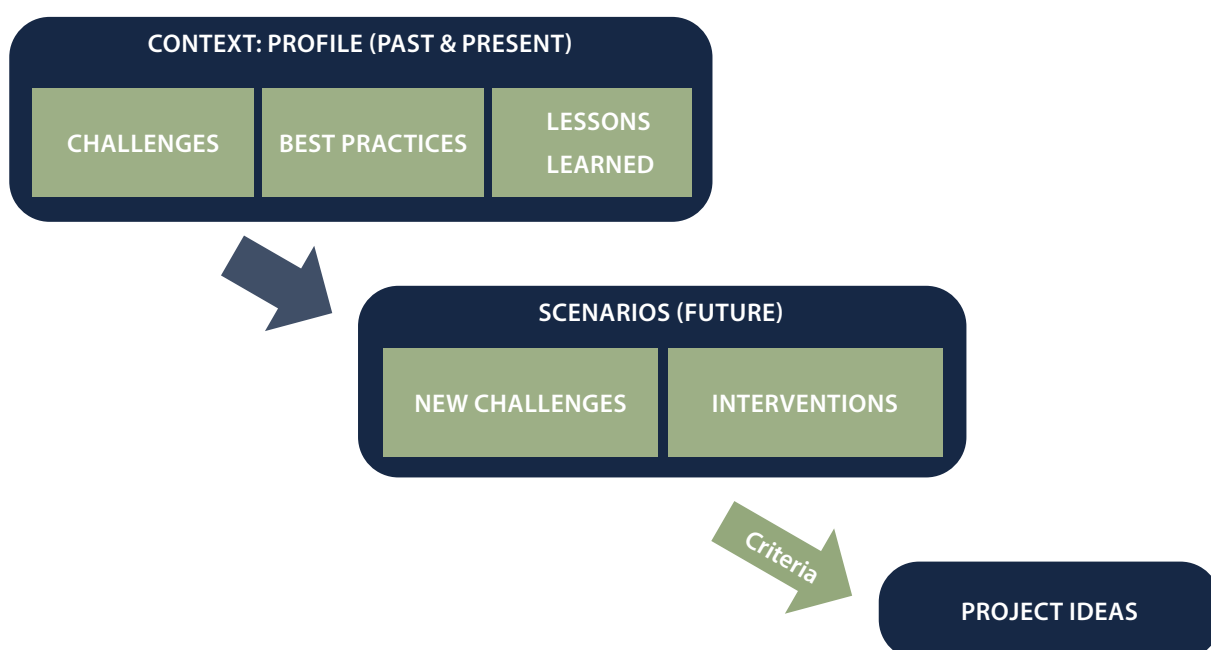 CONTEXT: PROFILE (PAST & PRESENT)
CHALLENGES
BEST PRACTICES
LESSONS
LEARNED
SCENARIOS (FUTURE)
NEW CHALLENGES
INTERVENTIONS
Criteria
PROJECT IDEAS